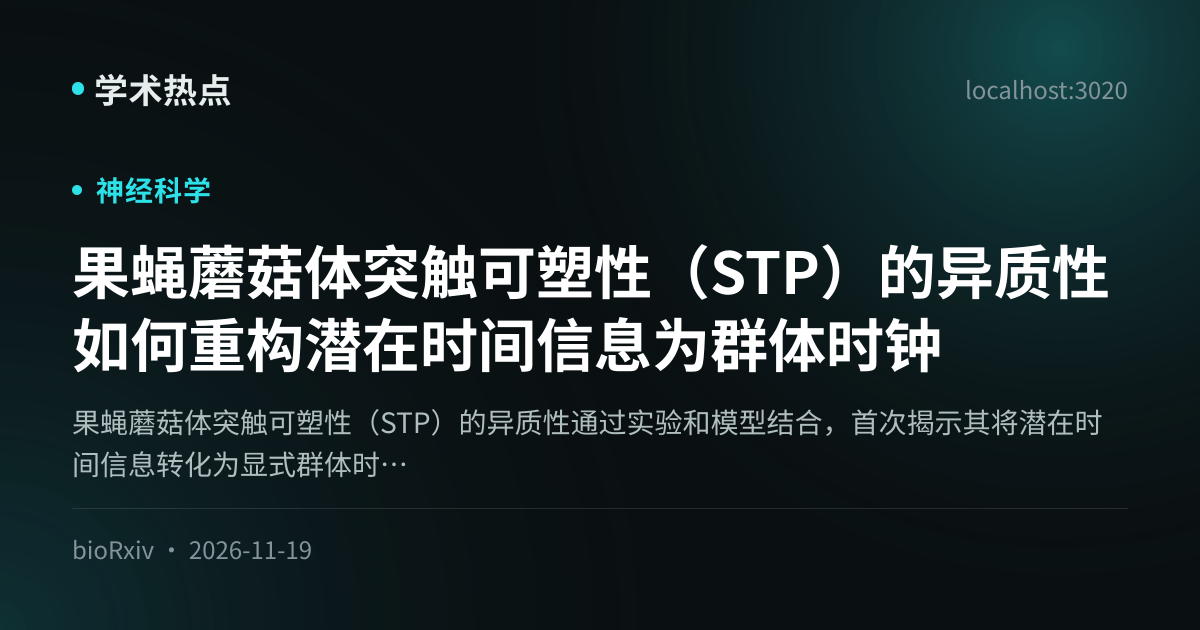 学术热点
localhost:3020
神经科学
果蝇蘑菇体突触可塑性（STP）的异质性
如何重构潜在时间信息为群体时钟
果蝇蘑菇体突触可塑性（STP）的异质性通过实验和模型结合，首次揭示其将潜在时
间信息转化为显式群体时…
bioRxiv • 2026-11-19